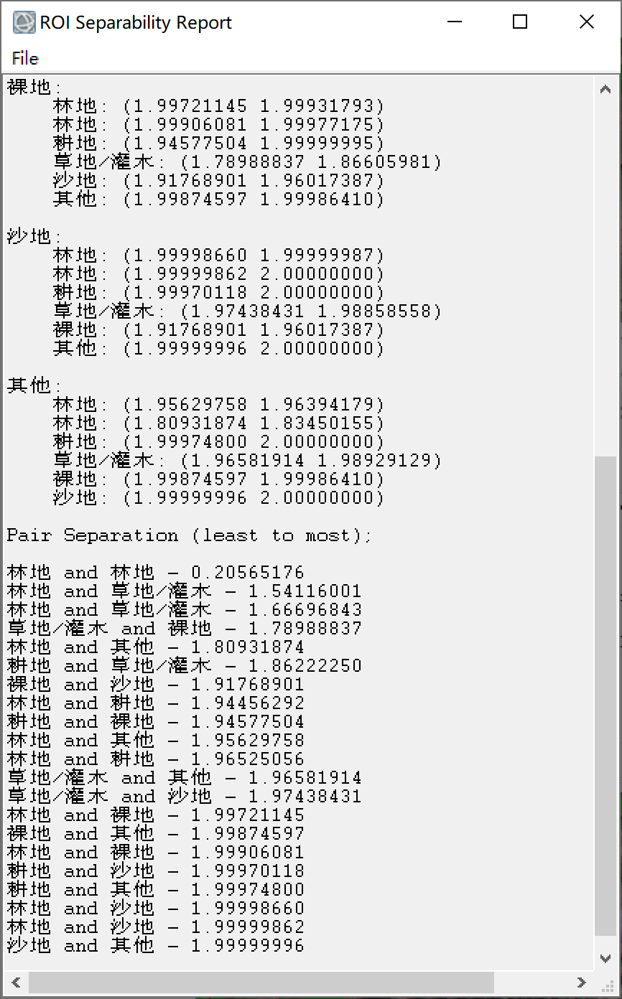 ROI Separability Report
File
裸地:
林地: (1.99721145 1.99931793)
林地: (1.99906081 1.99977175)
耕地: (1.94577504 1.99999995)
草地/灌木: (1.78988837 1.86605981)
沙地: (1.91768901 1.96017387)
其他: (1.99874597 1.99986410)
沙地:
林地: (1.99998660 1.99999987)
林地: (1.99999862 2.00000000)
耕地: (1.99970118 2.00000000)
草地/灌木: (1.97438431 1.98858558)
裸地: (1.91768901 1.96017387)
其他: (1.99999996 2.00000000)
其他:
林地: (1.95629758 1.96394179)
林地: (1.80931874 1.83450155)
耕地: (1.99974800 2.00000000)
草地/灌木: (1.96581914 1.98929129)
裸地: (1.99874597 1.99986410)
沙地: (1.99999996 2.00000000)
Pair Separation (least to most);
林地 and 林地 - 0.20565176
林地 and 草地/灌木 - 1.54116001
林地 and 草地/灌木 - 1.66696843
草地/灌木 and 裸地 - 1.78988837
林地 and 其他 - 1.80931874
耕地 and 草地/灌木 - 1.86222250
裸地 and 沙地 - 1.91768901
林地 and 耕地 - 1.94456292
耕地 and 裸地 - 1.94577504
林地 and 其他 - 1.95629758
林地 and 耕地 - 1.96525056
草地/灌木 and 其他 - 1.96581914
草地/灌木 and 沙地 - 1.97438431
林地 and 裸地 - 1.99721145
裸地 and 其他 - 1.99874597
林地 and 裸地 - 1.99906081
耕地 and 沙地 - 1.99970118
耕地 and 其他 - 1.99974800
林地 and 沙地 - 1.99998660
林地 and 沙地 - 1.99999862
沙地 and 其他 - 1.99999996